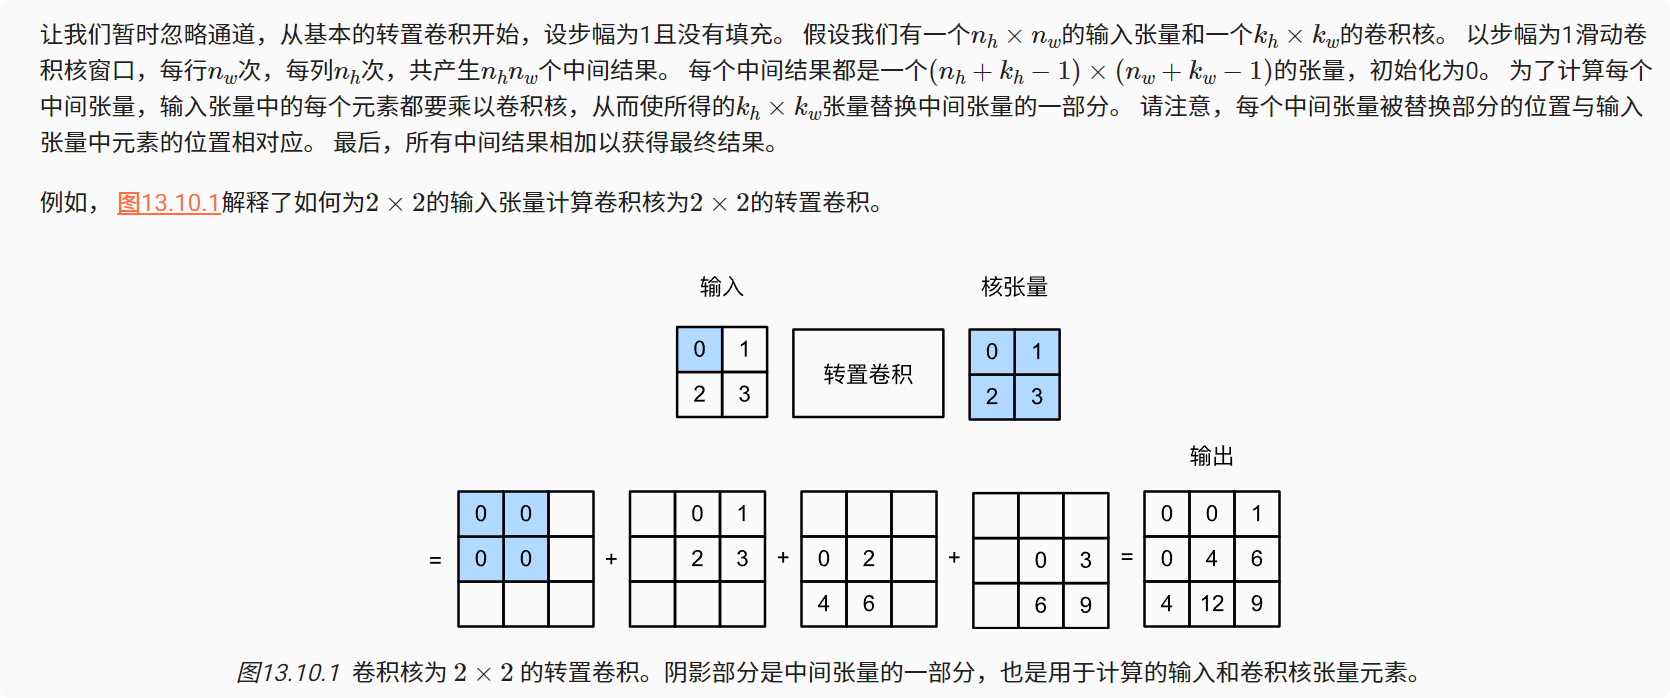 让我们暂时忽略通道，从基本的转置卷积开始，设步幅为1且没有填充。 假设我们有一个$n_h \times n_w$的输入张量和一个$k_h \times k_w$的卷积核。 以步幅为1滑动卷
积核窗口，每行$n_w$次，每列$n_h$次，共产生$n_h n_w$个中间结果。 每个中间结果都是一个$(n_h + k_h - 1) \times (n_w + k_w - 1)$的张量，初始化为0。 为了计算每个
中间张量，输入张量中的每个元素都要乘以卷积核，从而使所得的$k_h \times k_w$张量替换中间张量的一部分。 请注意，每个中间张量被替换部分的位置与输入
张量中元素的位置相对应。 最后，所有中间结果相加以获得最终结果。
例如， 图13.10.1解释了如何为$2 \times 2$的输入张量计算卷积核为$2 \times 2$的转置卷积。
输入 核张量
0 1 0 1
转置卷积
2 3 2 3
输出
0 0 0 1 0 0 1
= 0 0 + 2 3 + 0 2 + 0 3 = 0 4 6
4 6 6 9 4 12 9
图13.10.1 卷积核为 $2 \times 2$ 的转置卷积。阴影部分是中间张量的一部分，也是用于计算的输入和卷积核张量元素。